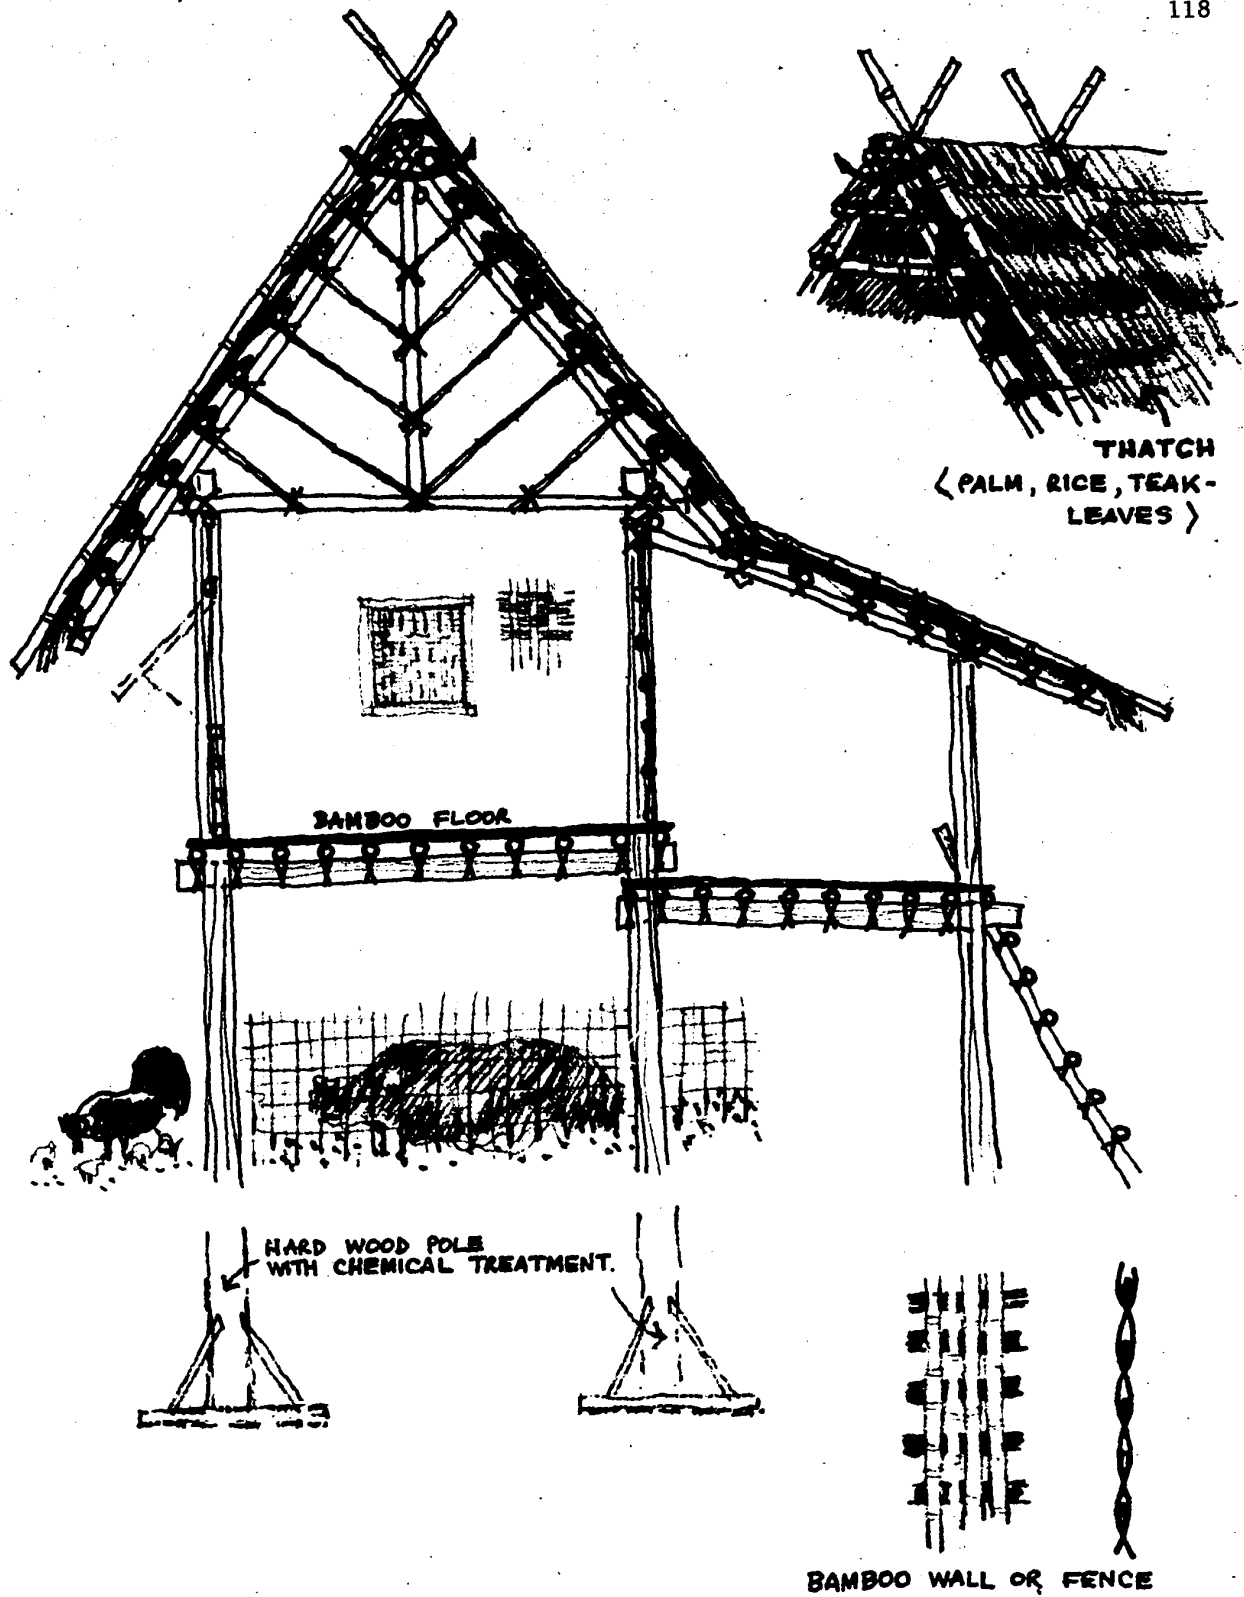 118
THATCH
(PALM, RICE, TEAK-
LEAVES)
BAMBOO FLOOR
HARD WOOD POLE
WITH CHEMICAL TREATMENT.
BAMBOO WALL OR FENCE